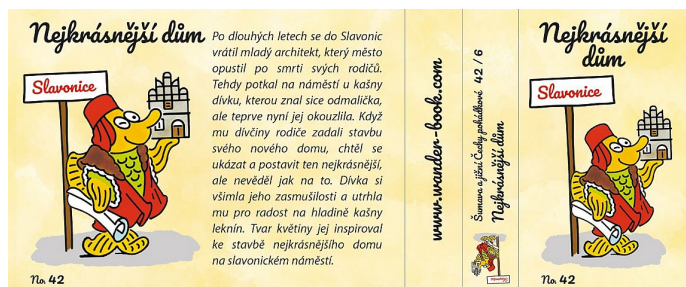 Nejkrásnější dům
Slavonice
No. 42
Po dlouhých letech se do Slavonic
vrátil mladý architekt, který město
opustil po smrti svých rodičů.
Tehdy potkal na náměstí u kašny
dívku, kterou znal sice odmalička,
ale teprve nyní jej okouzlila. Když
mu dívčiny rodiče zadali stavbu
svého nového domu, chtěl se
ukázat a postavit ten nejkrásnější,
ale nevěděl jak na to. Dívka si
všimla jeho zasmušilosti a utrhla
mu pro radost na hladině kašny
leknín. Tvar květiny jej inspiroval
ke stavbě nejkrásnějšího domu
na slavonickém náměstí.
www.wander-book.com
Šumava a jižní Čechy pohádkové 42 / 6
Nejkrásnější dům
Nejkrásnější
dům
Slavonice
No. 42